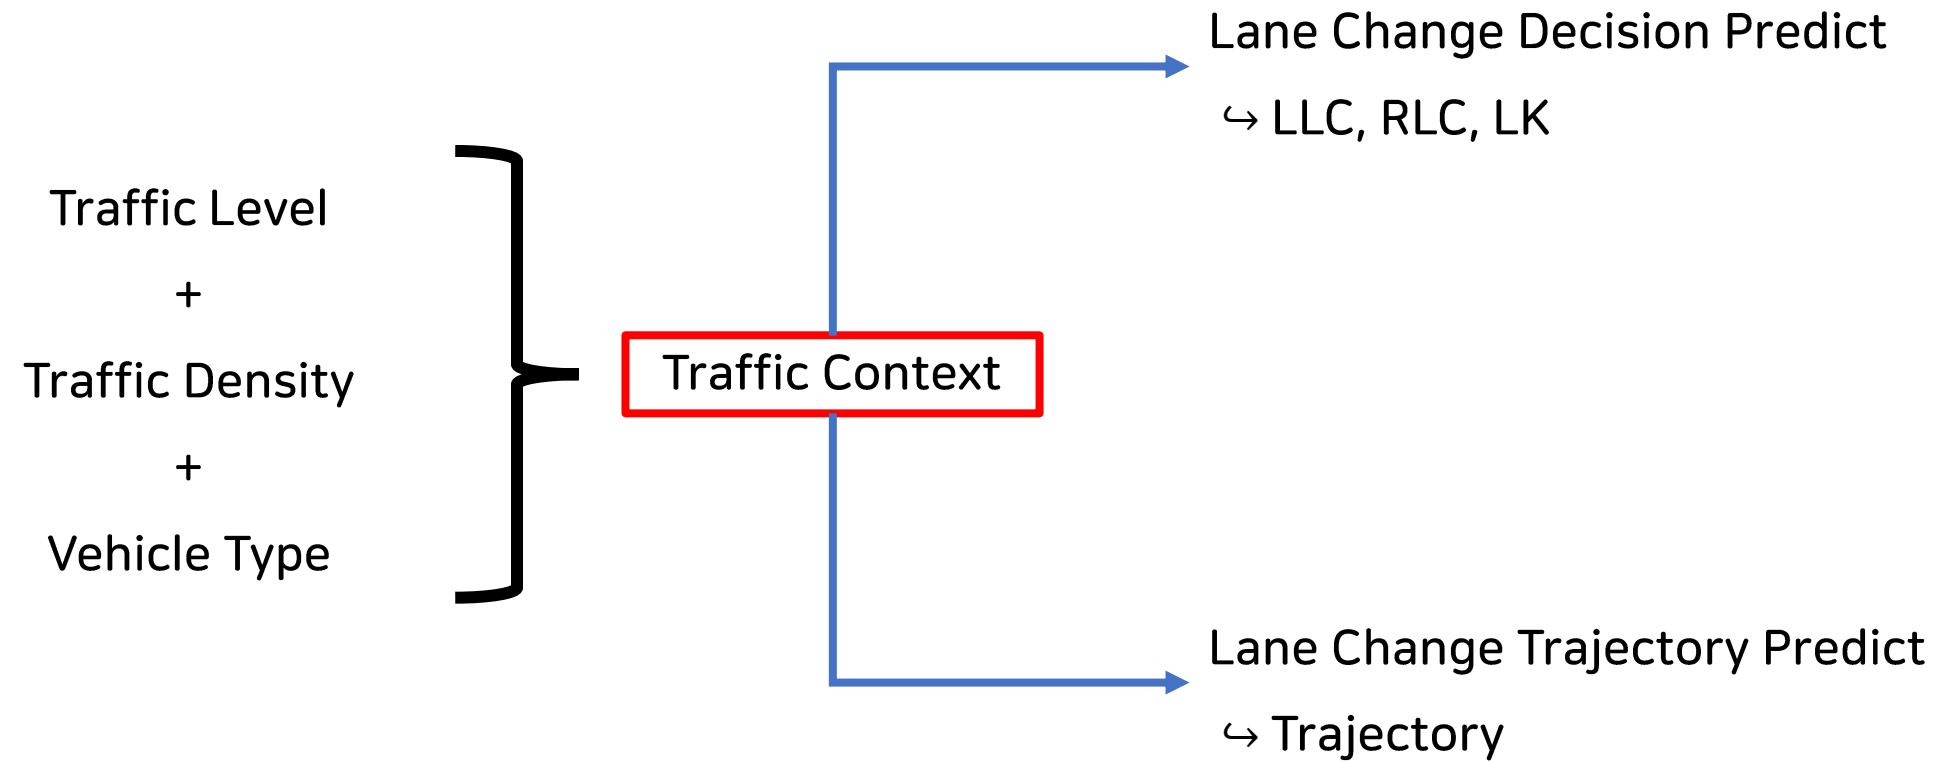 Traffic Level
+
Traffic Density
+
Vehicle Type
Traffic Context
Lane Change Decision Predict
↪ LLC, RLC, LK
Lane Change Trajectory Predict
↪ Trajectory